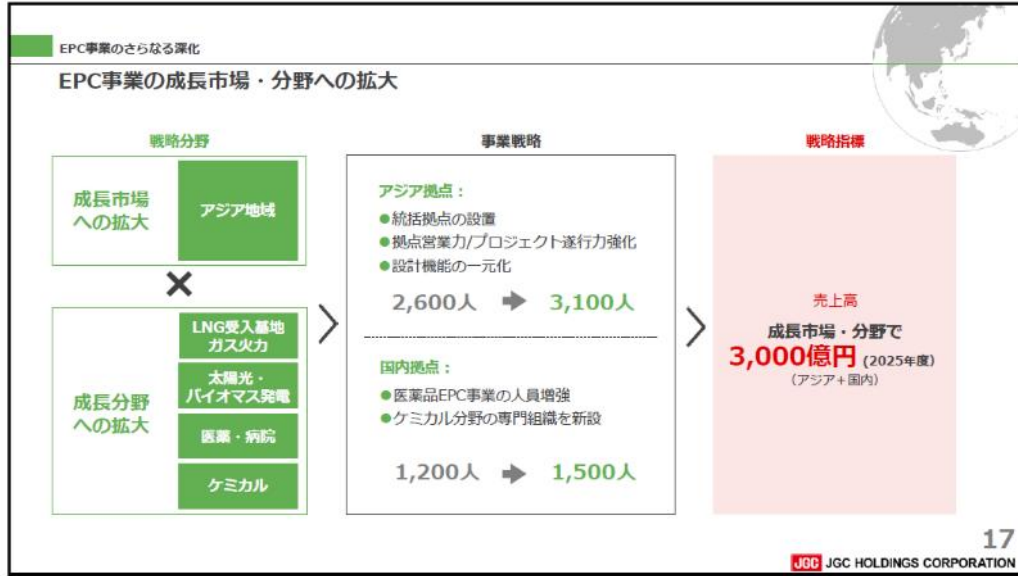 EPC事業のさらなる深化
EPC事業の成長市場・分野への拡大
戦略分野
成長市場
への拡大
アジア地域
×
成長分野
への拡大
LNG受入基地
ガス火力
太陽光・
バイオマス発電
医薬・病院
ケミカル
事業戦略
アジア拠点：
●統括拠点の設置
●拠点営業力/プロジェクト遂行力強化
●設計機能の一元化
2,600人 ➡ 3,100人
国内拠点：
●医薬品EPC事業の人員増強
●ケミカル分野の専門組織を新設
1,200人 ➡ 1,500人
戦略指標
売上高
成長市場・分野で
3,000億円 (2025年度)
（アジア＋国内）
17
JGC JGC HOLDINGS CORPORATION